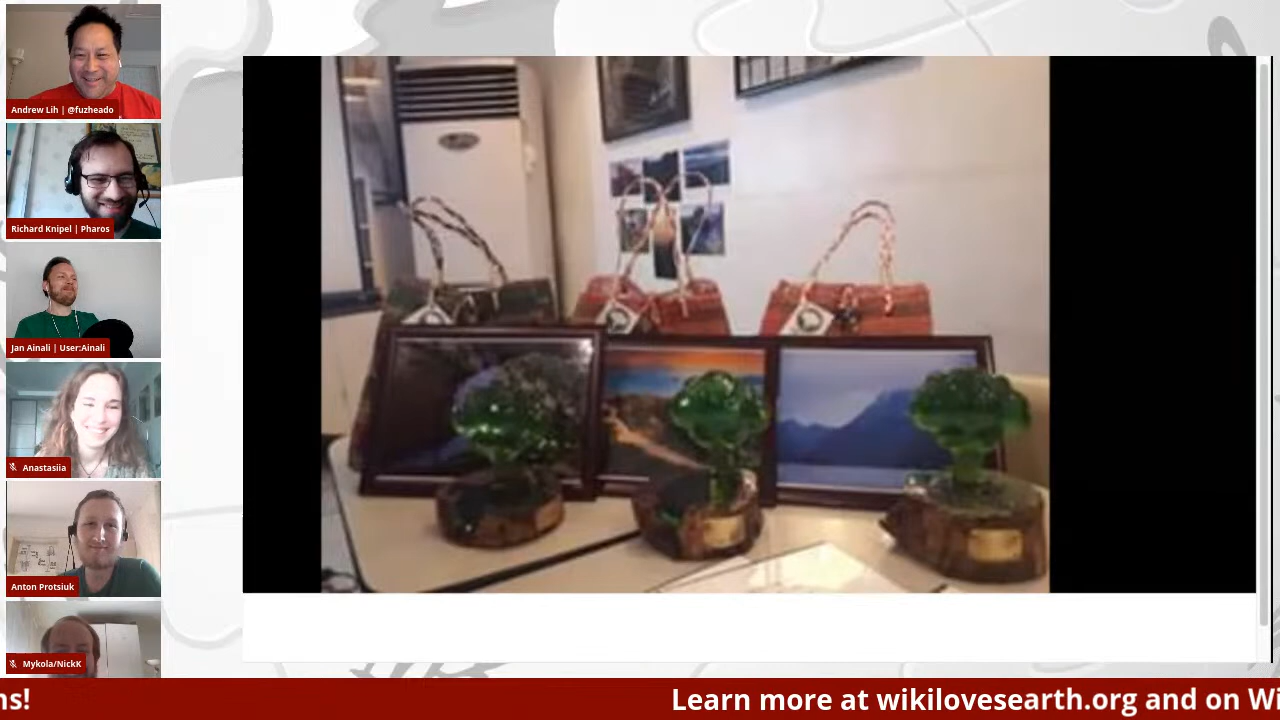 Andrew Lih | @fuzheado
Richard Knipel | Pharos
Jan Ainali | User:Ainali
Anastasiia
Anton Protsiuk
Mykola/NickK
ns!
Learn more at wikilovesearth.org and on Wi